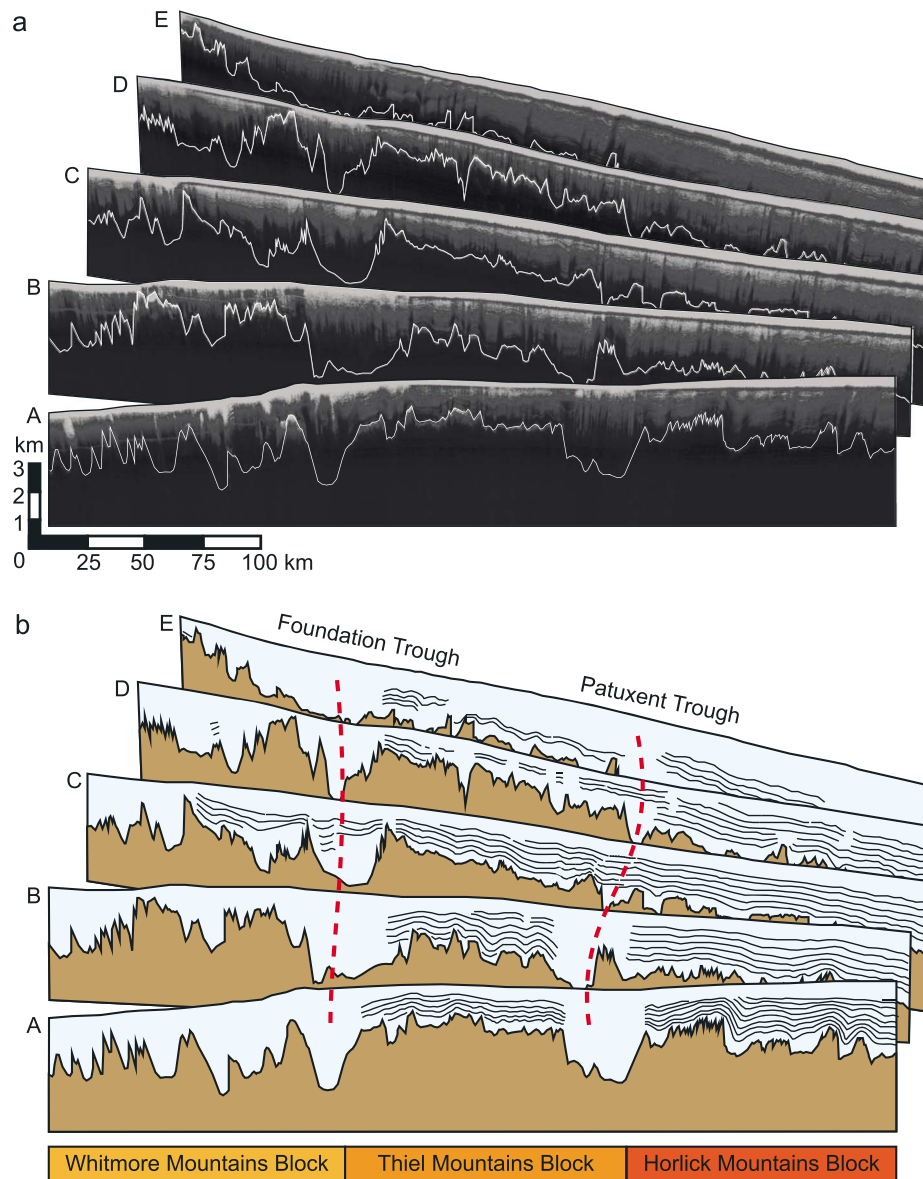 a
E
D
C
B
A
km
3
2
1
0 25 50 75 100 km
b
E
Foundation Trough
D
Patuxent Trough
C
B
A
Whitmore Mountains Block Thiel Mountains Block Horlick Mountains Block